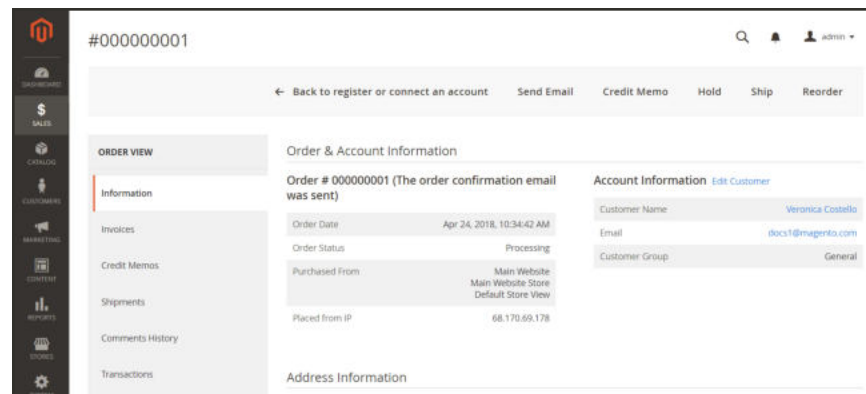 #000000001
admin
DASHBOARD
← Back to register or connect an account Send Email Credit Memo Hold Ship Reorder
$
SALES
CATALOG
CUSTOMERS
MARKETING
CONTENT
REPORTS
STORES
ORDER VIEW
Information
Invoices
Credit Memos
Shipments
Comments History
Transactions
Order & Account Information
Order # 000000001 (The order confirmation email
was sent)
Order Date Apr 24, 2018, 10:34:42 AM
Order Status Processing
Purchased From Main Website
Main Website Store
Default Store View
Placed from IP 68.170.69.178
Account Information Edit Customer
Customer Name Veronica Costello
Email docs1@magento.com
Customer Group General
Address Information